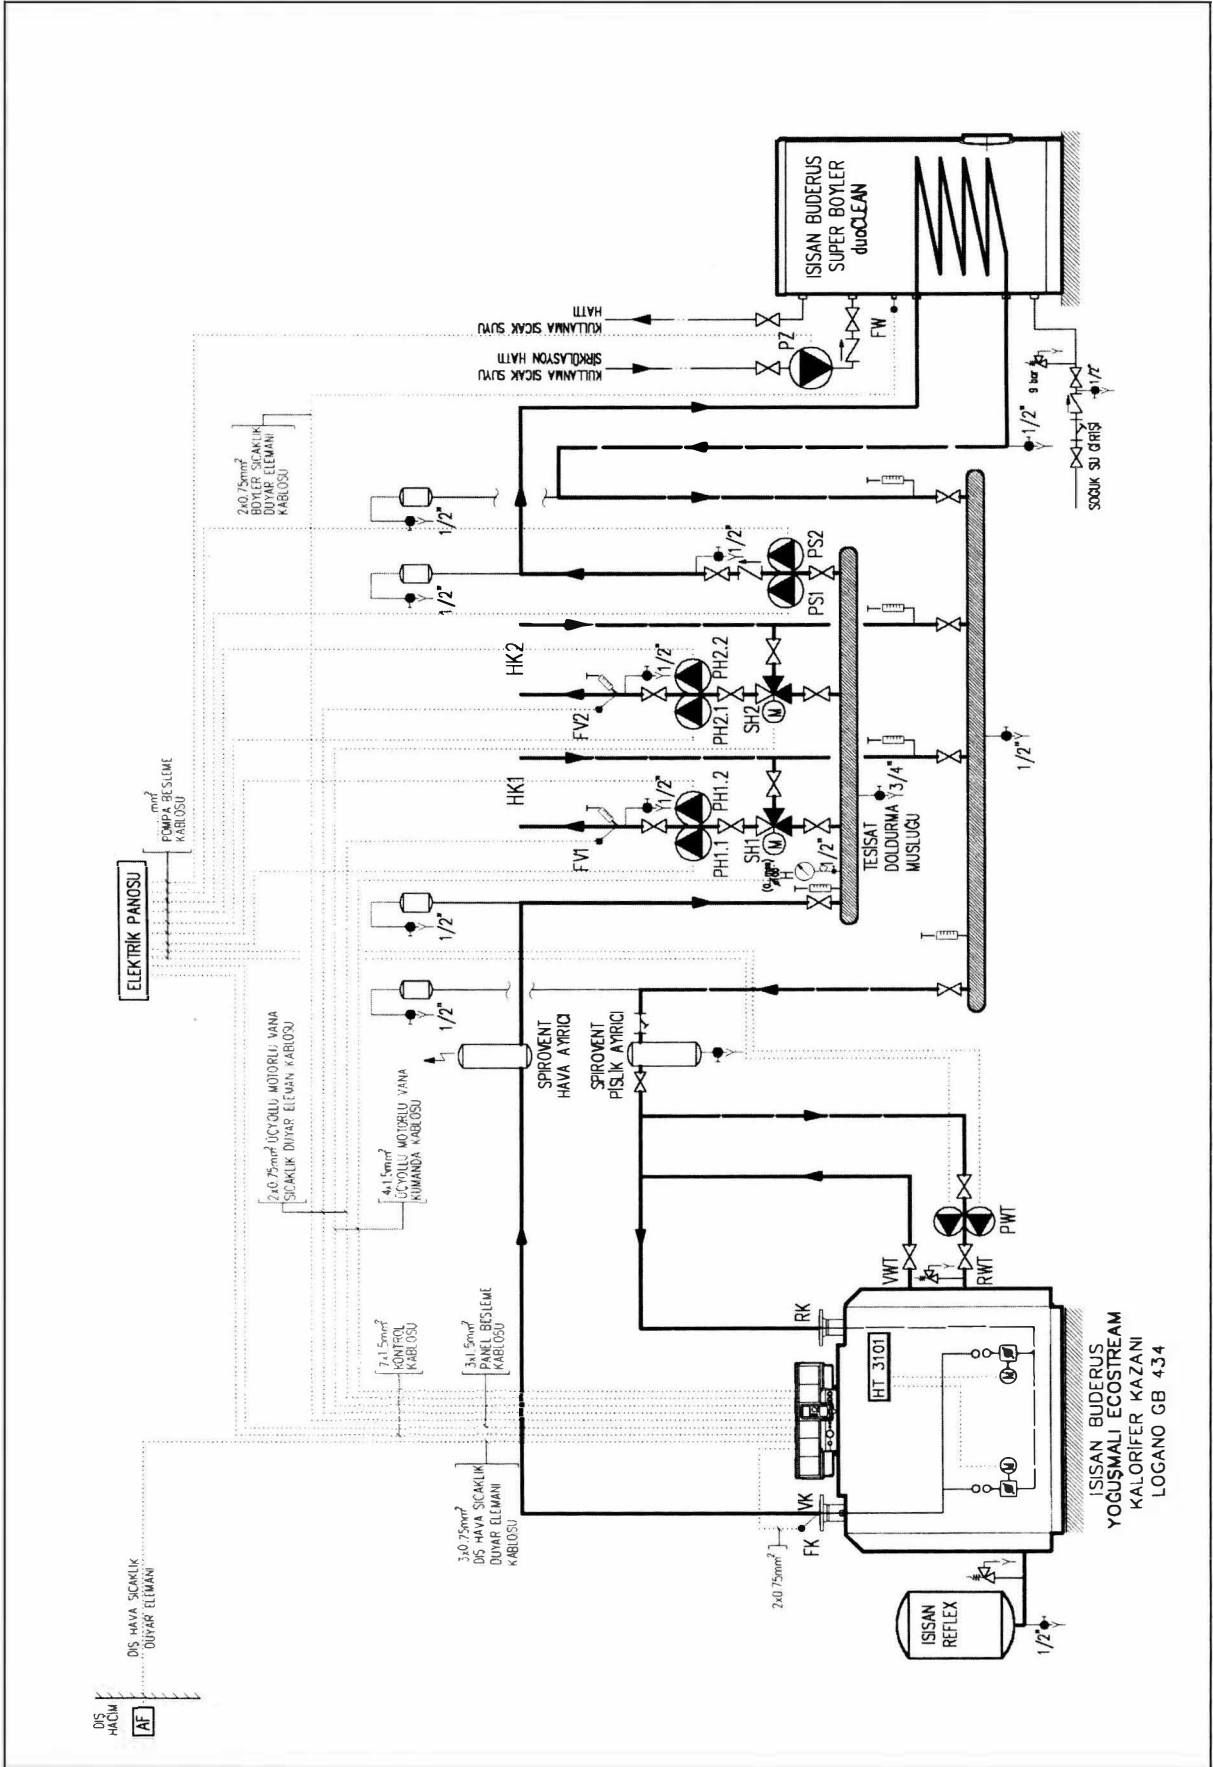 DIŞ
HACİM
AF
DIŞ HAVA SICAKLIK
DUYAR ELEMANI
ELEKTRİK PANOSU
mm²
POMPA BESLEME
KABLOSU
2x0.75mm²
BOYLER SICAKLIK
DUYAR ELEMANI
KABLOSU
2x0.75mm² ÜÇYOLLU MOTORLU VANA
SICAKLIK DUYAR ELEMAN KABLOSU
4x1.5mm²
ÜÇYOLLU MOTORLU VANA
KUMANDA KABLOSU
7x1.5mm²
KONTROL
KABLOSU
3x1.5mm²
PANEL BESLEME
KABLOSU
3x0.75mm²
DIŞ HAVA SICAKLIK
DUYAR ELEMANI
KABLOSU
2x0.75mm²
1/2"
1/2"
1/2"
1/2"
SPIROVENT
HAVA AYIRICI
SPIROVENT
PİSLİK AYIRICI
HK1
HK2
FV1
1/2"
FV2
1/2"
PH1.1
PH1.2
PH2.1
PH2.2
SH1
M
SH2
M
H
1/2"
1/2"
PS1
PS2
TESİSAT
DOLDURMA
MUSLUĞU
3/4"
1/2"
KULLANMA SICAK SUYU
SİRKÜLASYON HATTI
KULLANMA SICAK SUYU
HATTI
PZ
FW
ISISAN BUDERUS
SUPER BOYLER
duoCLEAN
9 bar
1/2"
1/2"
SOĞUK SU GİRİŞİ
FK
VK
RK
VWT
RWT
PWT
HT 3101
M
M
ISISAN
REFLEX
1/2"
ISISAN BUDERUS
YOĞUŞMALI ECOSTREAM
KALORİFER KAZANI
LOGANO GB 434